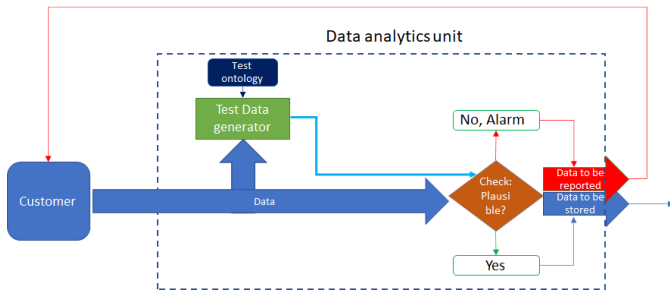 Data analytics unit
Test
ontology
Test Data
generator
No, Alarm
Customer
Data
Check:
Plausi
ble?
Data to be
reported
Data to be
stored
Yes